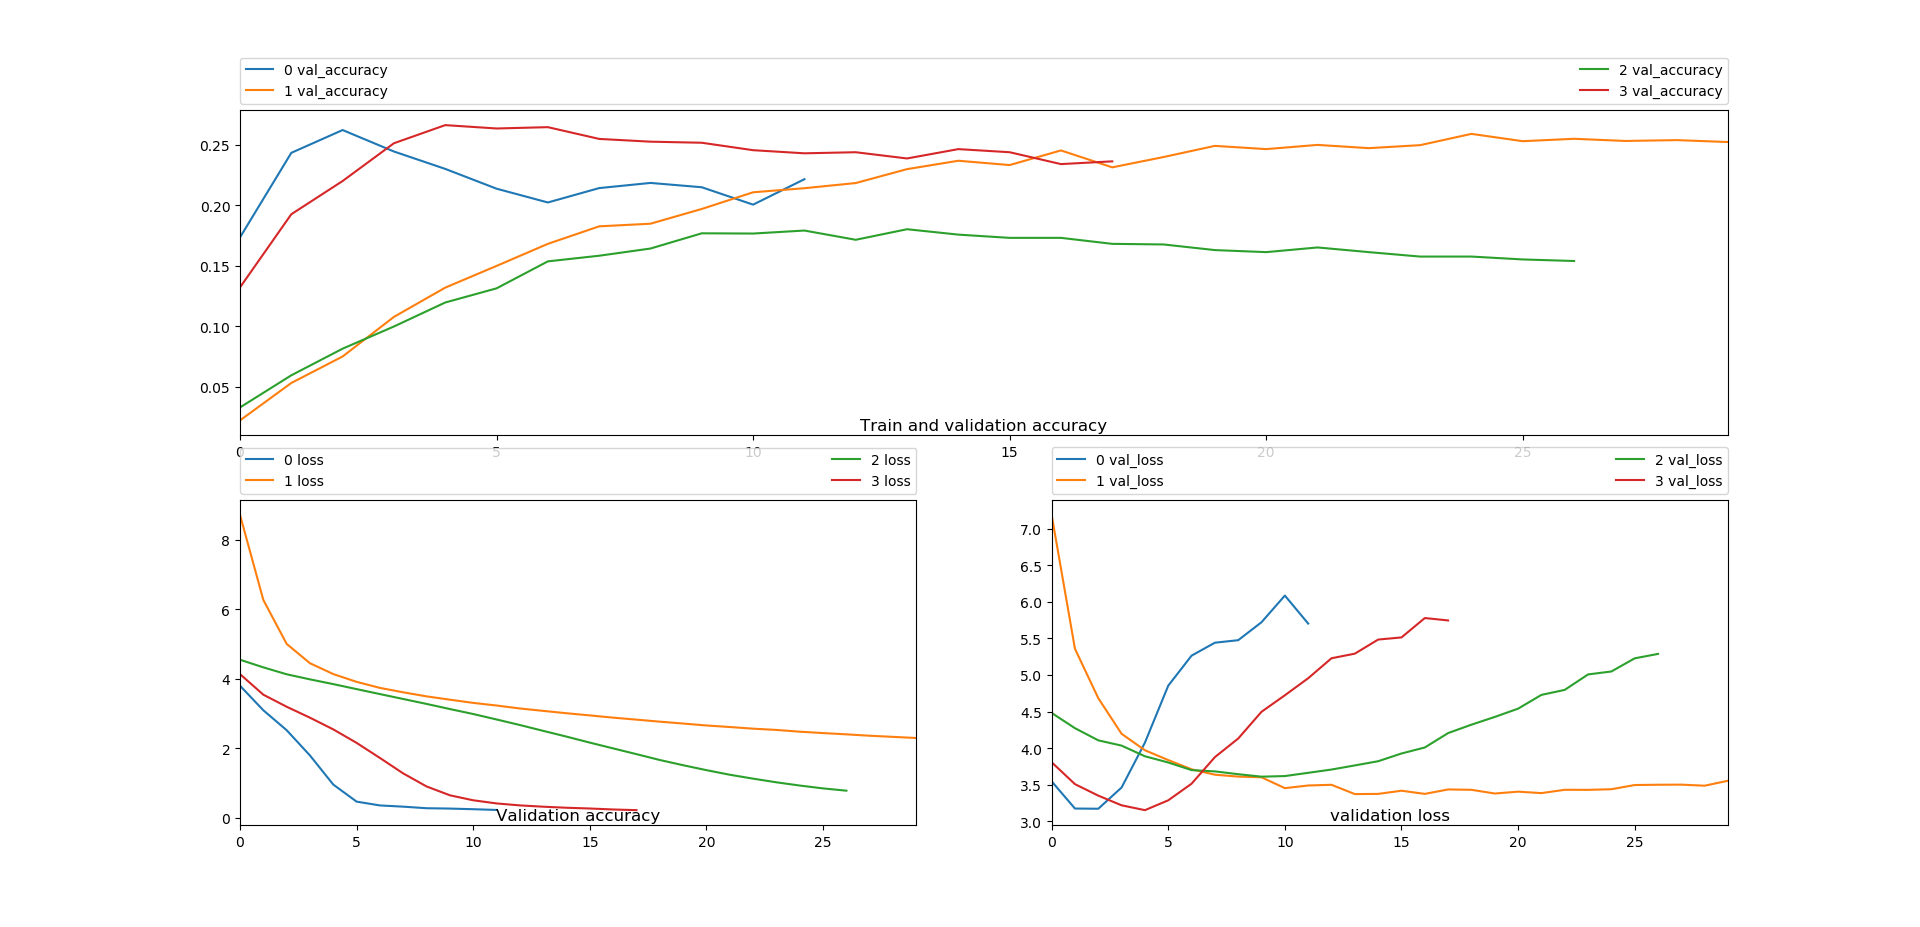 0 val_accuracy
1 val_accuracy
2 val_accuracy
3 val_accuracy
0.25
0.20
0.15
0.10
0.05
Train and validation accuracy
0 5 10 15 20 25
0 loss
1 loss
2 loss
3 loss
8
6
4
2
0
Validation accuracy
0 5 10 15 20 25
0 val_loss
1 val_loss
2 val_loss
3 val_loss
7.0
6.5
6.0
5.5
5.0
4.5
4.0
3.5
3.0
validation loss
0 5 10 15 20 25